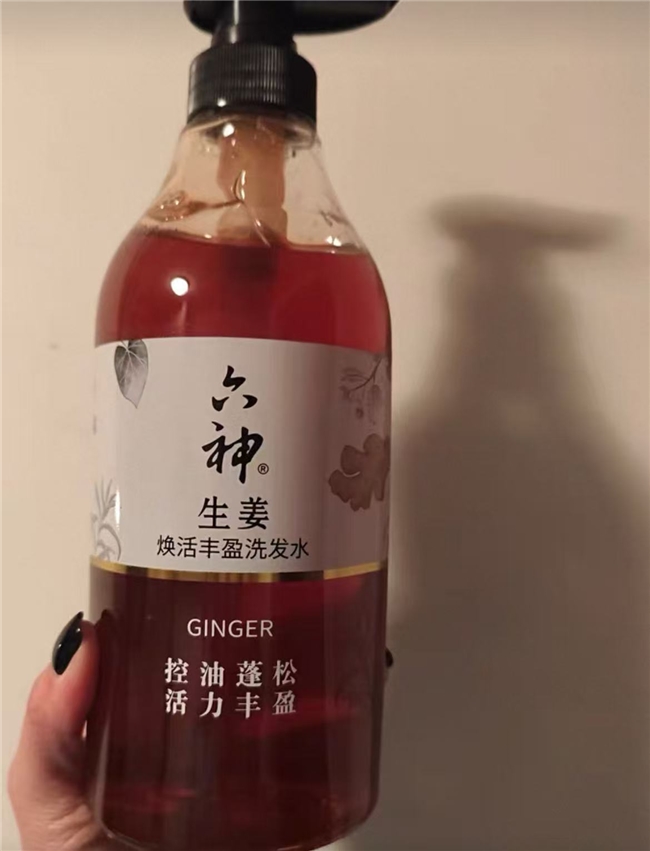 六
神®
生姜
焕活丰盈洗发水
GINGER
控油蓬松
活力丰盈